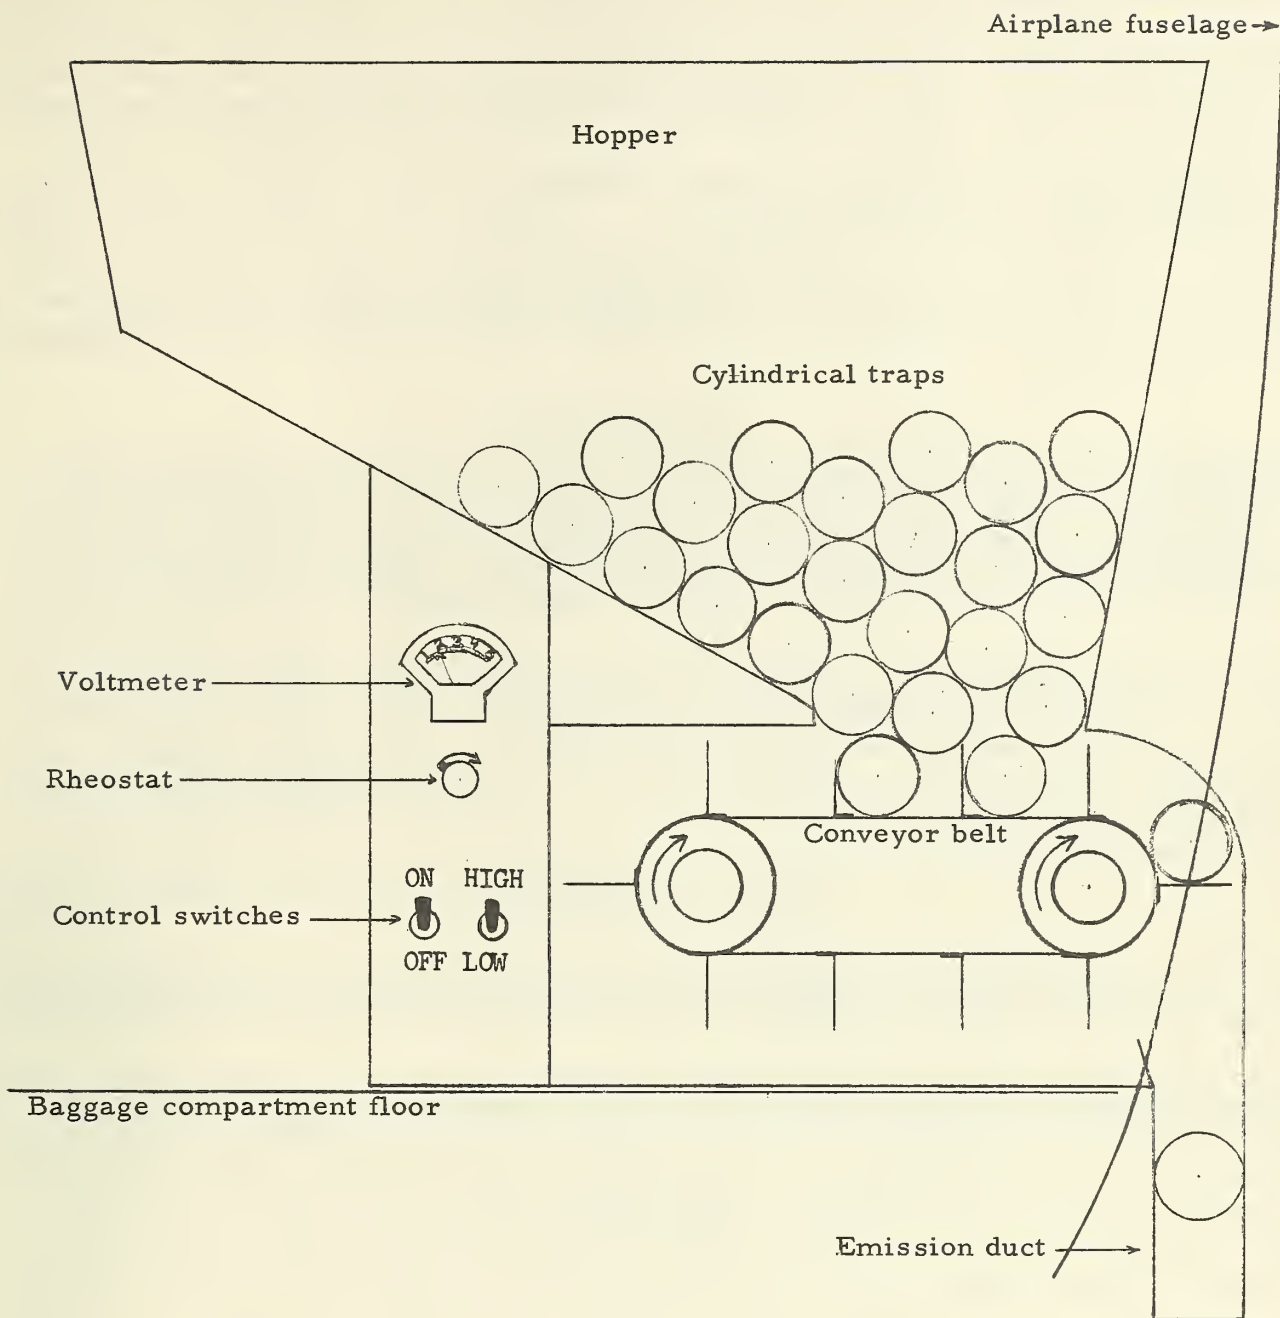 Airplane fuselage
Hopper
Cylindrical traps
Voltmeter
Rheostat
Conveyor belt
ON HIGH
Control switches
OFF LOW
Baggage compartment floor
Emission duct